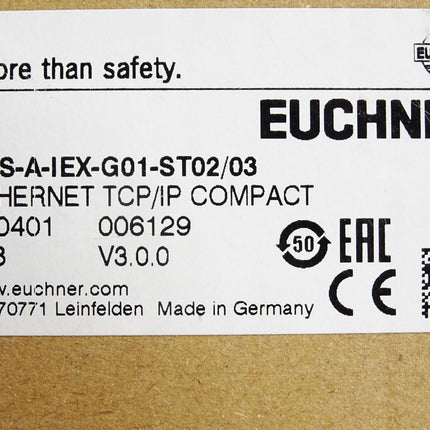 ore than safety.
EUCHNE
S-A-IEX-G01-ST02/03
HERNET TCP/IP COMPACT
0401 006129
V3.0.0
50
EAC
CE
w.euchner.com
70771 Leinfelden Made in Germany